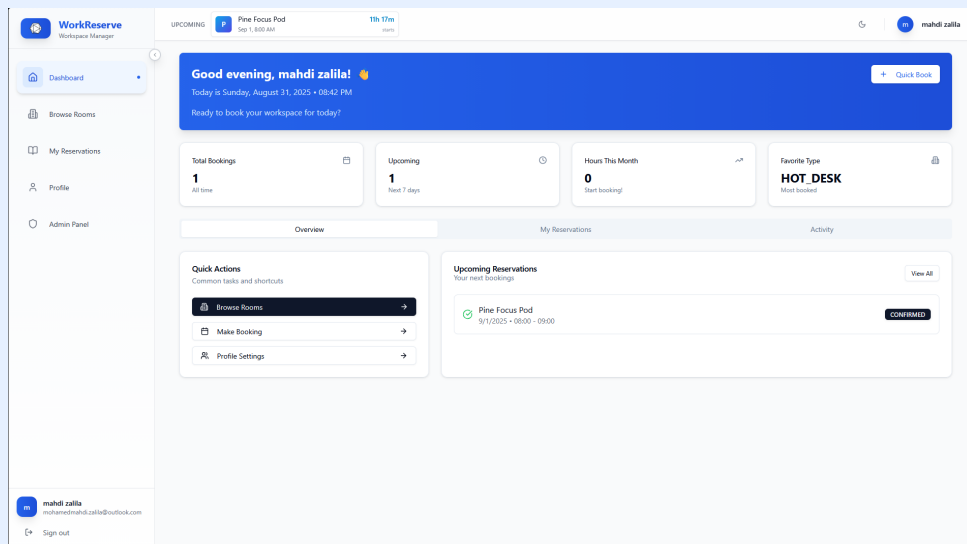 WorkReserve
Workspace Manager
Dashboard
Browse Rooms
My Reservations
Profile
Admin Panel
m
mahdi zalila
mohamedmahdi.zalila@outlook.com
Sign out
UPCOMING
P
Pine Focus Pod
Sep 1, 8:00 AM
11h 17m
starts
m
mahdi zalila
Good evening, mahdi zalila! 👋
Today is Sunday, August 31, 2025 • 08:42 PM
Ready to book your workspace for today?
+ Quick Book
Total Bookings
1
All time
Upcoming
1
Next 7 days
Hours This Month
0
Start booking!
Favorite Type
HOT_DESK
Most booked
Overview
My Reservations
Activity
Quick Actions
Common tasks and shortcuts
Browse Rooms
Make Booking
Profile Settings
Upcoming Reservations
Your next bookings
View All
Pine Focus Pod
9/1/2025 • 08:00 - 09:00
CONFIRMED